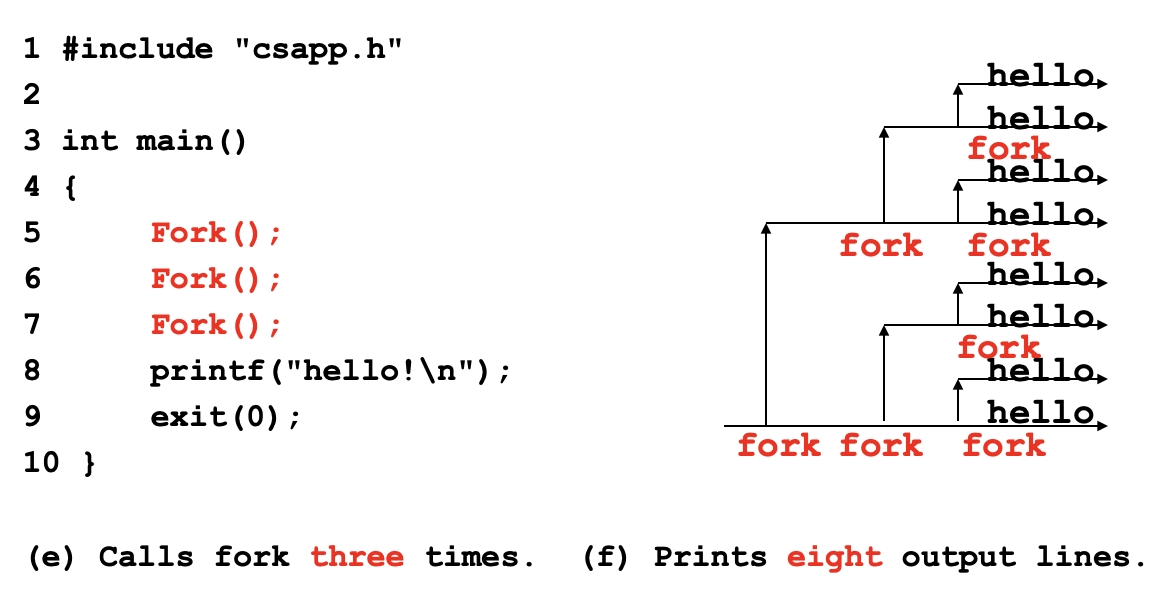 1 #include "csapp.h"
2
3 int main()
4 {
5 Fork();
6 Fork();
7 Fork();
8 printf("hello!\n");
9 exit(0);
10 }
hello
hello
fork
hello
hello
fork fork
hello
hello
fork
hello
hello
fork fork fork
(e) Calls fork three times. (f) Prints eight output lines.